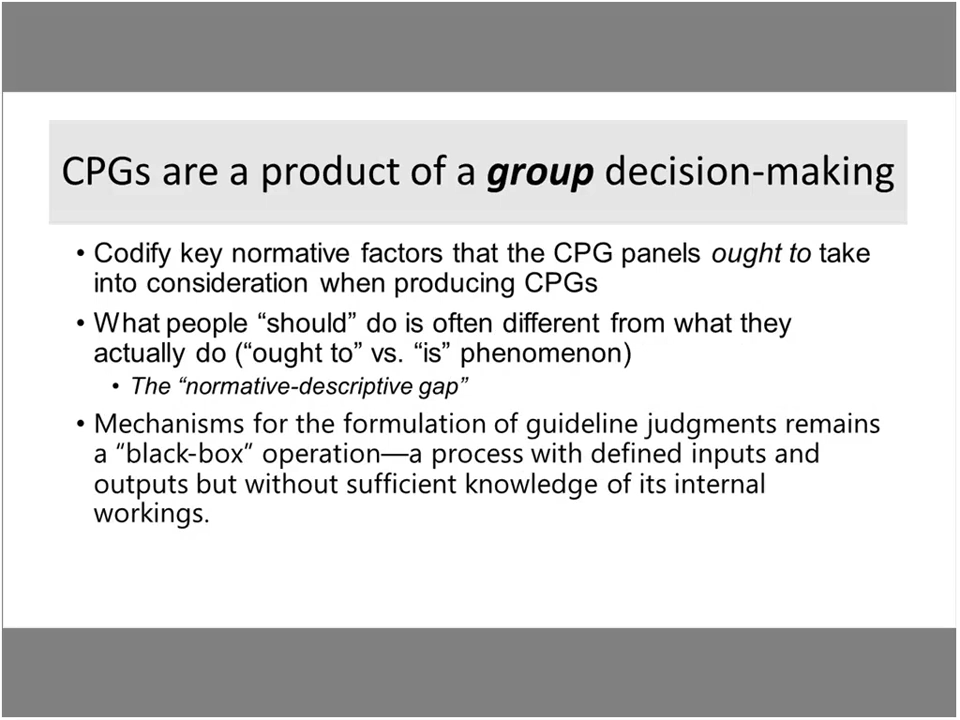 CPGs are a product of a group decision-making
• Codify key normative factors that the CPG panels ought to take
into consideration when producing CPGs
• What people “should” do is often different from what they
actually do (“ought to” vs. “is” phenomenon)
• The “normative-descriptive gap”
• Mechanisms for the formulation of guideline judgments remains
a “black-box” operation—a process with defined inputs and
outputs but without sufficient knowledge of its internal
workings.